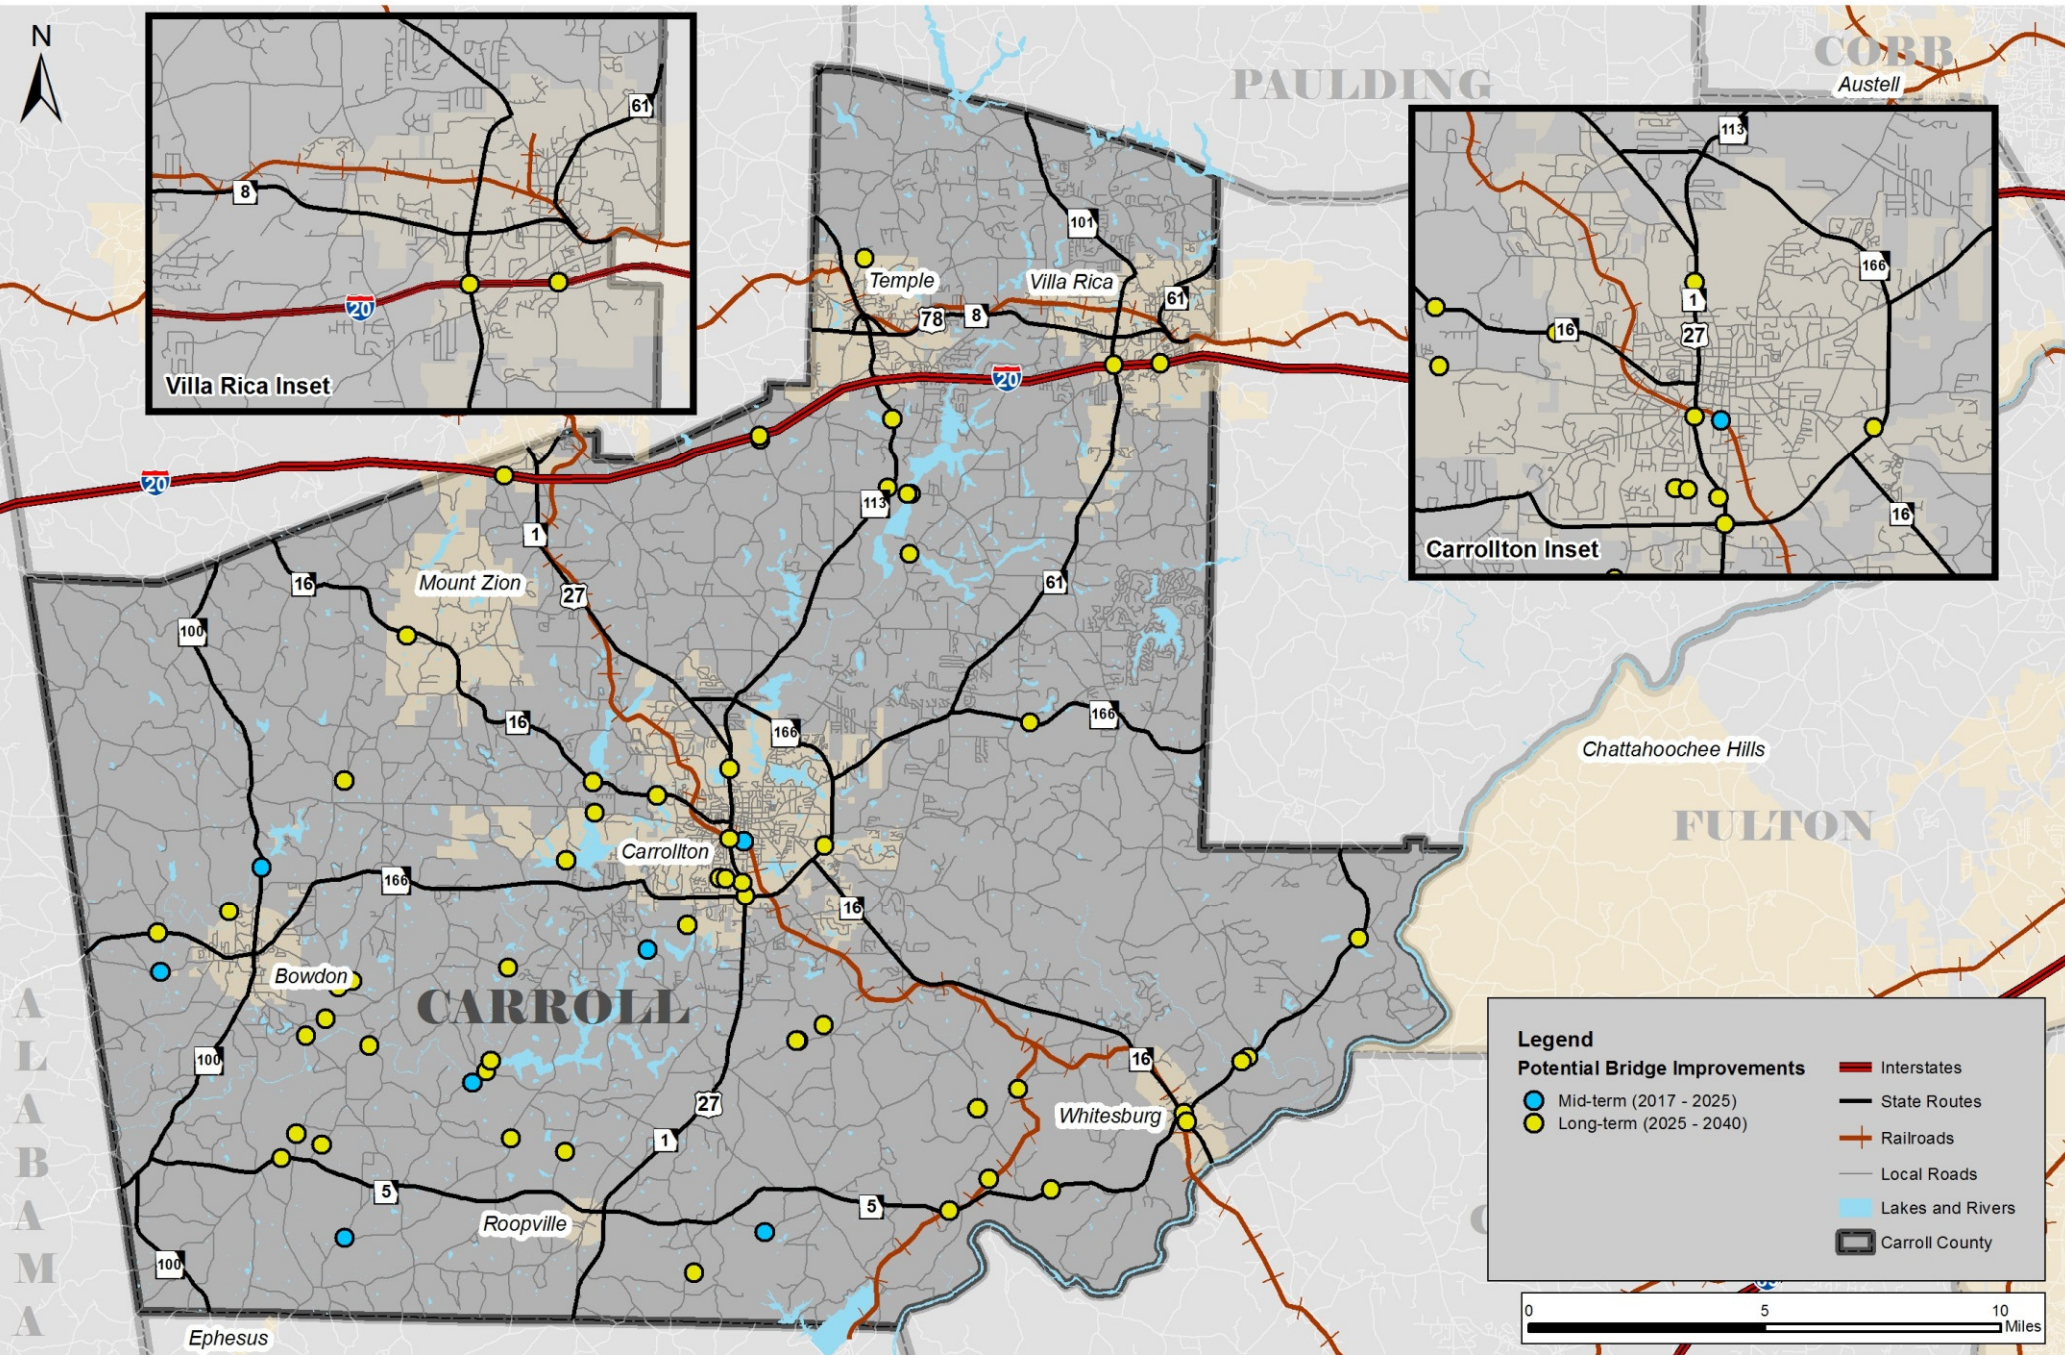 N
61
8
20
Villa Rica Inset
PAULDING
COBB
Austell
113
166
1
16
27
16
Carrollton Inset
101
Temple
Villa Rica
61
78
8
20
20
113
1
16
Mount Zion
27
61
100
16
166
166
Chattahoochee Hills
FULTON
Carrollton
166
16
Bowdon
CARROLL
ALABAMA
100
16
27
Whitesburg
1
5
5
Roopville
100
Ephesus
Legend
Potential Bridge Improvements
Mid-term (2017 - 2025)
Long-term (2025 - 2040)
Interstates
State Routes
Railroads
Local Roads
Lakes and Rivers
Carroll County
0 5 10
Miles